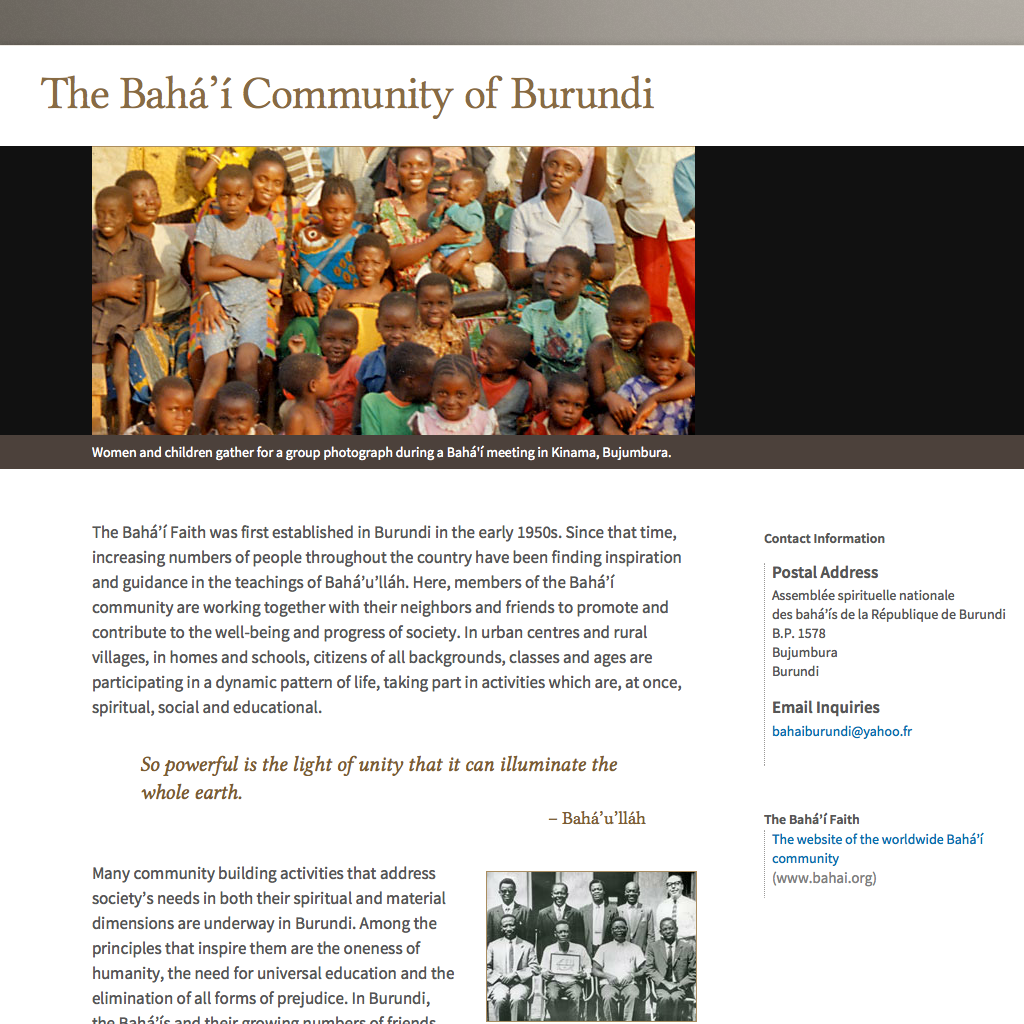 The Bahá’í Community of Burundi
Women and children gather for a group photograph during a Bahá'í meeting in Kinama, Bujumbura.
The Bahá’í Faith was first established in Burundi in the early 1950s. Since that time,
increasing numbers of people throughout the country have been finding inspiration
and guidance in the teachings of Bahá’u’lláh. Here, members of the Bahá’í
community are working together with their neighbors and friends to promote and
contribute to the well-being and progress of society. In urban centres and rural
villages, in homes and schools, citizens of all backgrounds, classes and ages are
participating in a dynamic pattern of life, taking part in activities which are, at once,
spiritual, social and educational.
So powerful is the light of unity that it can illuminate the
whole earth.
– Bahá’u’lláh
Many community building activities that address
society’s needs in both their spiritual and material
dimensions are underway in Burundi. Among the
principles that inspire them are the oneness of
humanity, the need for universal education and the
elimination of all forms of prejudice. In Burundi,
the Bahá’ís and their growing numbers of friends
Contact Information
Postal Address
Assemblée spirituelle nationale
des bahá’ís de la République de Burundi
B.P. 1578
Bujumbura
Burundi
Email Inquiries
bahaiburundi@yahoo.fr
The Bahá’í Faith
The website of the worldwide Bahá’í
community
(www.bahai.org)